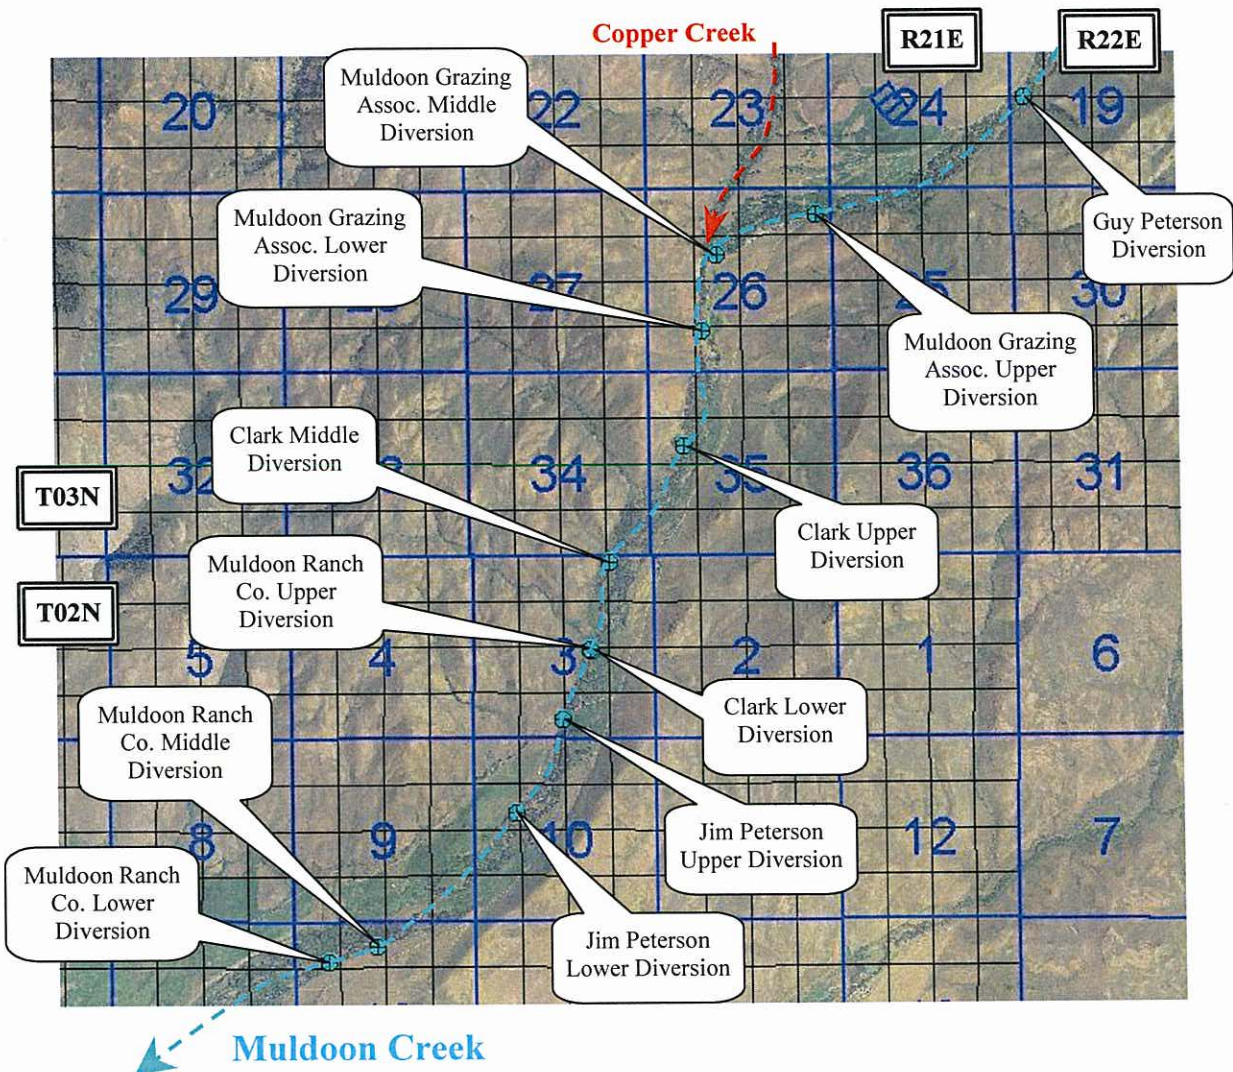 Copper Creek
R21E
R22E
Muldoon Grazing
Assoc. Middle
Diversion
20
22
23
24
19
Muldoon Grazing
Assoc. Lower
Diversion
Guy Peterson
Diversion
29
27
26
25
30
Muldoon Grazing
Assoc. Upper
Diversion
Clark Middle
Diversion
T03N
32
34
35
36
31
Clark Upper
Diversion
Muldoon Ranch
Co. Upper
Diversion
T02N
5
4
3
2
1
6
Clark Lower
Diversion
Muldoon Ranch
Co. Middle
Diversion
8
9
10
12
7
Jim Peterson
Upper Diversion
Muldoon Ranch
Co. Lower
Diversion
Jim Peterson
Lower Diversion
Muldoon Creek